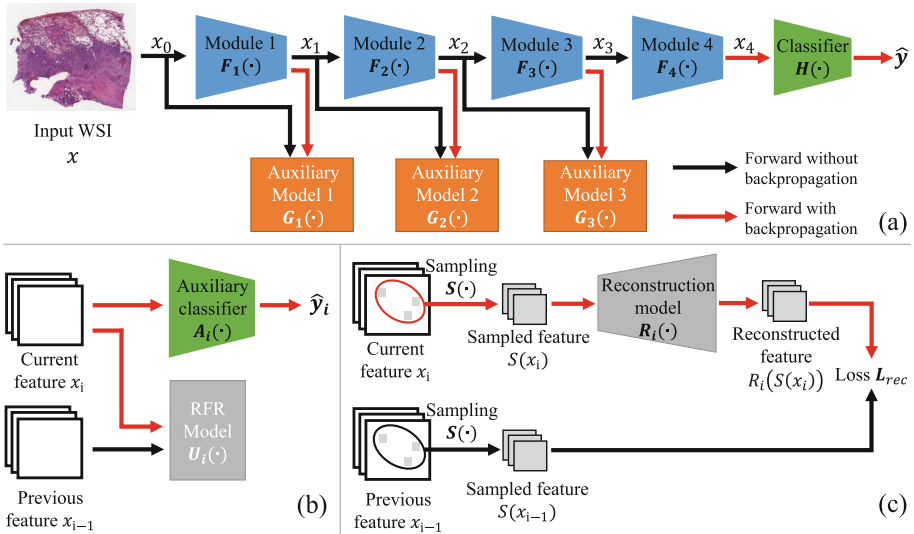 Input WSI
x
x₀
Module 1
F₁(·)
x₁
Module 2
F₂(·)
x₂
Module 3
F₃(·)
x₃
Module 4
F₄(·)
x₄
Classifier
H(·)
ŷ
Auxiliary
Model 1
G₁(·)
Auxiliary
Model 2
G₂(·)
Auxiliary
Model 3
G₃(·)
Forward without
backpropagation
Forward with
backpropagation
(a)
Current
feature xᵢ
Auxiliary
classifier
Aᵢ(·)
ŷᵢ
RFR
Model
Uᵢ(·)
Previous
feature xᵢ₋₁
(b)
Current
feature xᵢ
Sampling
S(·)
Sampled feature
S(xᵢ)
Reconstruction
model
Rᵢ(·)
Reconstructed
feature
Rᵢ(S(xᵢ))
Loss Lᵣₑc
Previous
feature xᵢ₋₁
Sampling
S(·)
Sampled feature
S(xᵢ₋₁)
(c)